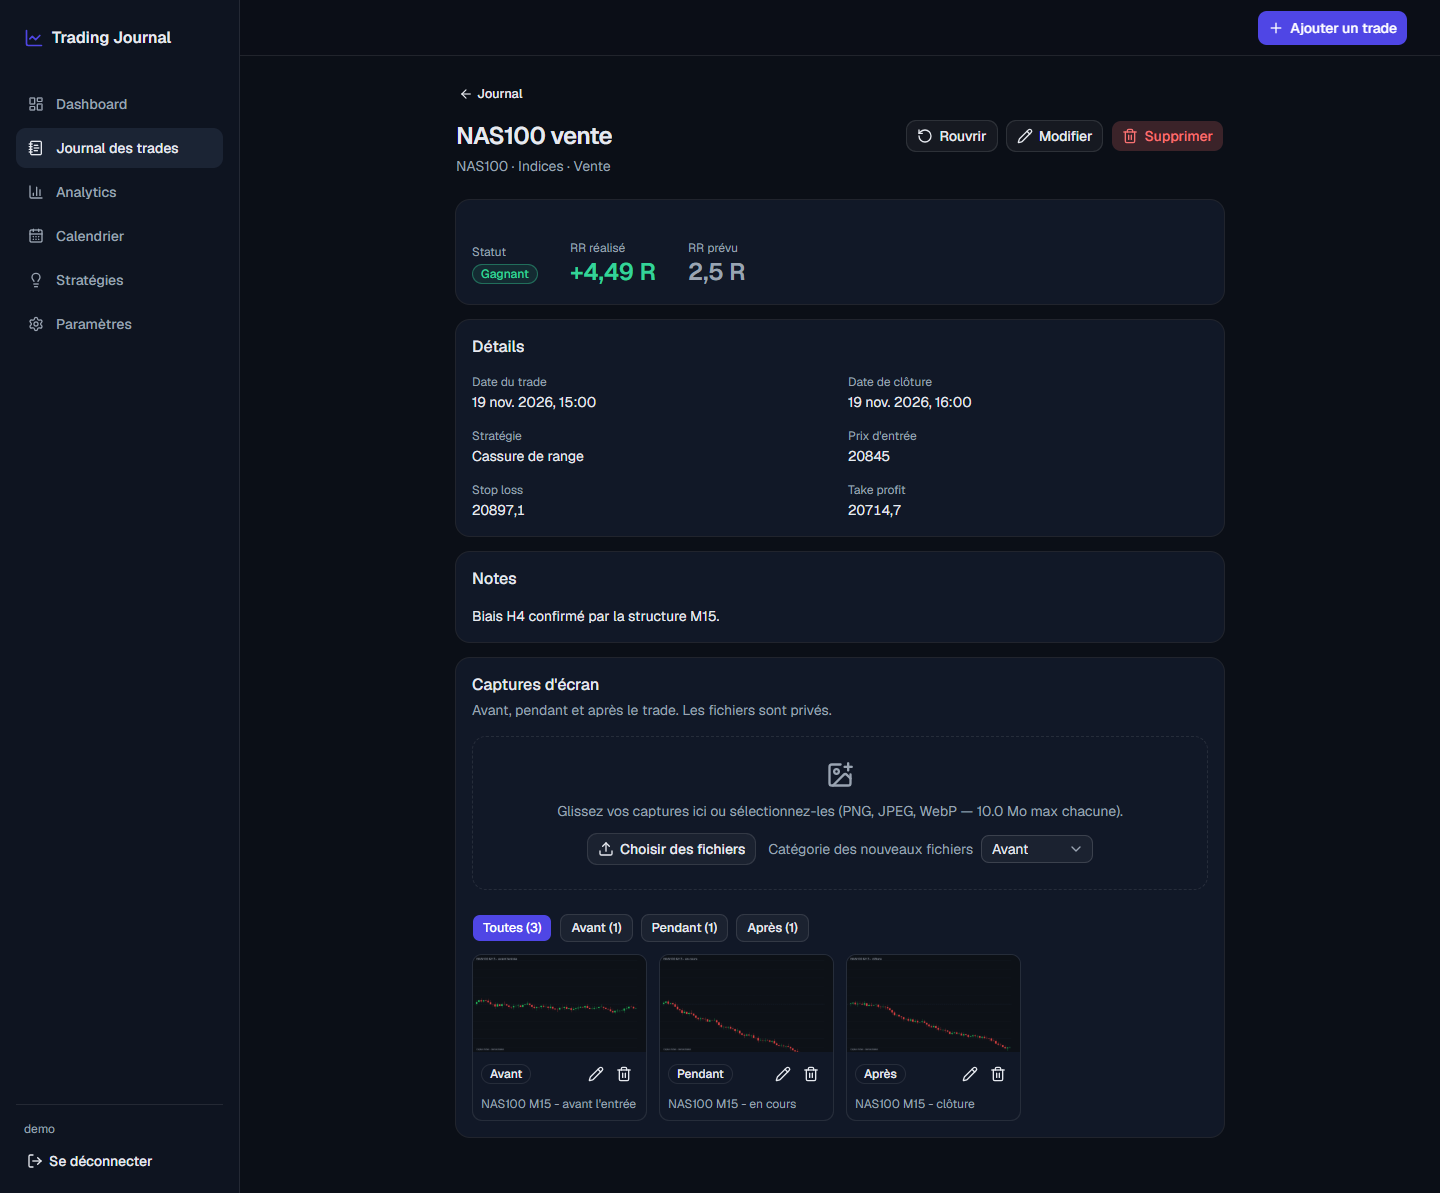 Trading Journal
Ajouter un trade
Dashboard
Journal des trades
Analytics
Calendrier
Stratégies
Paramètres
demo
Se déconnecter
Journal
NAS100 vente
Rouvrir
Modifier
Supprimer
NAS100 · Indices · Vente
Statut
Gagnant
RR réalisé
+4,49 R
RR prévu
2,5 R
Détails
Date du trade
19 nov. 2026, 15:00
Date de clôture
19 nov. 2026, 16:00
Stratégie
Cassure de range
Prix d'entrée
20845
Stop loss
20897,1
Take profit
20714,7
Notes
Biais H4 confirmé par la structure M15.
Captures d'écran
Avant, pendant et après le trade. Les fichiers sont privés.
Glissez vos captures ici ou sélectionnez-les (PNG, JPEG, WebP — 10.0 Mo max chacune).
Choisir des fichiers
Catégorie des nouveaux fichiers
Avant
Toutes (3)
Avant (1)
Pendant (1)
Après (1)
Avant
NAS100 M15 - avant l'entrée
Pendant
NAS100 M15 - en cours
Après
NAS100 M15 - clôture